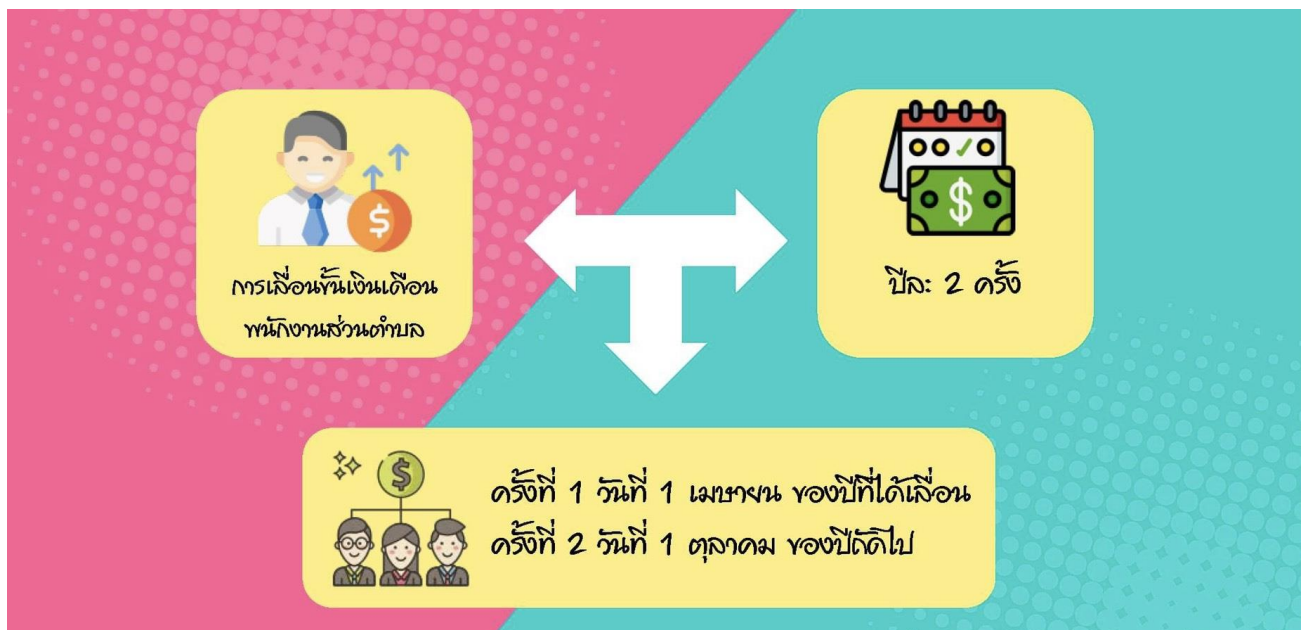 การเลื่อนขั้นเงินเดือน
พนักงานส่วนตำบล
ปีละ 2 ครั้ง
ครั้งที่ 1 วันที่ 1 เมษายน ของปีที่ได้เลื่อน
ครั้งที่ 2 วันที่ 1 ตุลาคม ของปีถัดไป